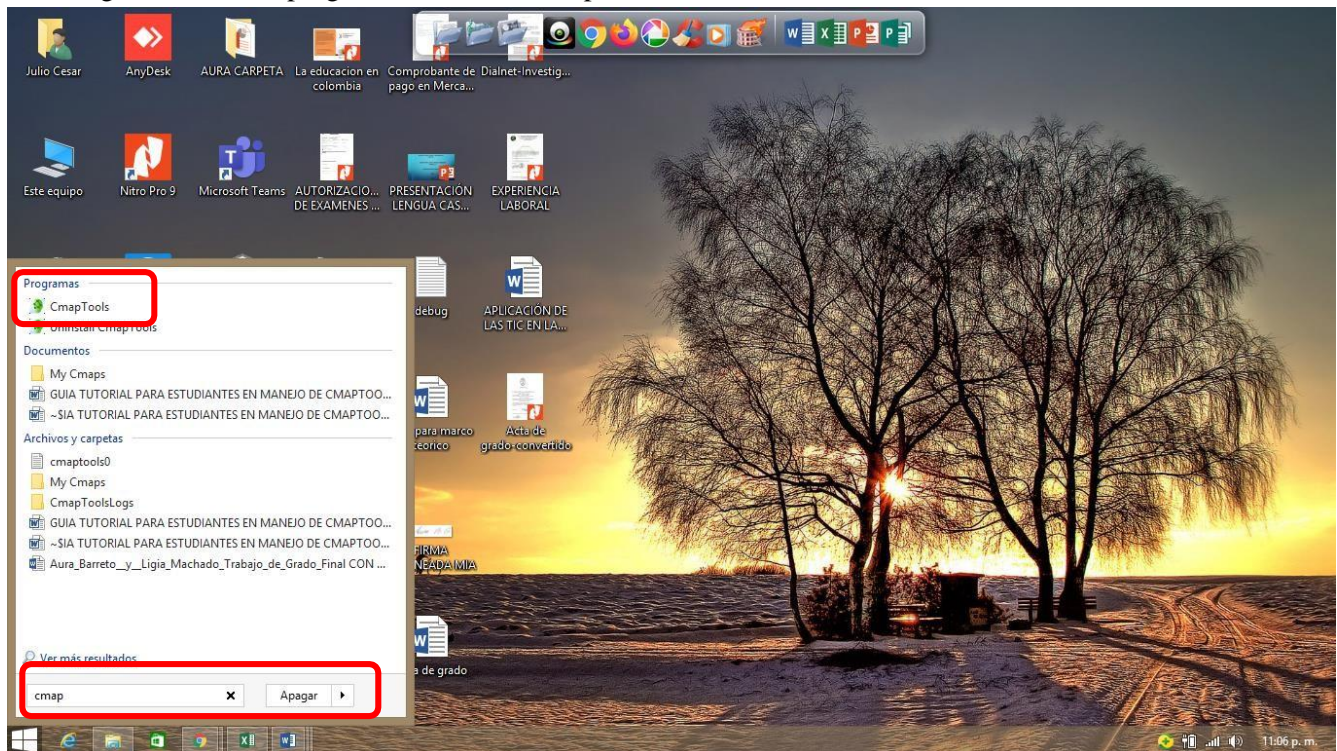 Julio Cesar
AnyDesk
AURA CARPETA
La educacion en
colombia
Comprobante de
pago en Merca...
Dialnet-Investig...
Este equipo
Nitro Pro 9
Microsoft Teams
AUTORIZACIO...
DE EXAMENES ...
PRESENTACIÓN
LENGUA CAS...
EXPERIENCIA
LABORAL
debug
APLICACIÓN DE
LAS TIC EN LA...
para marco
teorico
Acta de
grado-convertido
FIRMA
MIA
a de grado
Programas
CmapTools
Uninstall CmapTools
Documentos
My Cmaps
GUIA TUTORIAL PARA ESTUDIANTES EN MANEJO DE CMAPTOO...
~$IA TUTORIAL PARA ESTUDIANTES EN MANEJO DE CMAPTOO...
Archivos y carpetas
cmaptools0
My Cmaps
CmapToolsLogs
GUIA TUTORIAL PARA ESTUDIANTES EN MANEJO DE CMAPTOO...
~$IA TUTORIAL PARA ESTUDIANTES EN MANEJO DE CMAPTOO...
Aura_Barreto__y__Ligia_Machado_Trabajo_de_Grado_Final CON ...
Ver más resultados
cmap
Apagar
11:06 p. m.